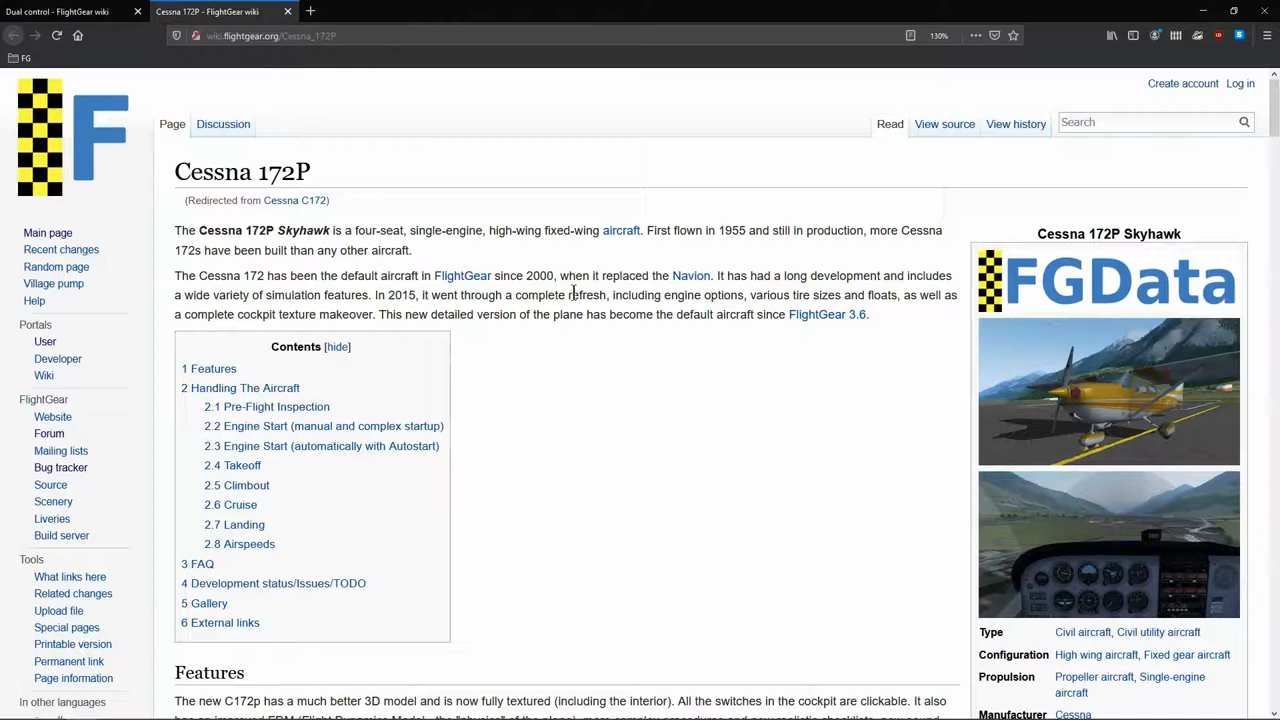 Dual control - FlightGear wiki
Cessna 172P - FlightGear wiki
wiki.flightgear.org/Cessna_172P
130%
FG
F
Create account Log in
Page Discussion
Read View source View history
Search
Cessna 172P
(Redirected from Cessna C172)
The Cessna 172P Skyhawk is a four-seat, single-engine, high-wing fixed-wing aircraft. First flown in 1955 and still in production, more Cessna
172s have been built than any other aircraft.
The Cessna 172 has been the default aircraft in FlightGear since 2000, when it replaced the Navion. It has had a long development and includes
a wide variety of simulation features. In 2015, it went through a complete refresh, including engine options, various tire sizes and floats, as well as
a complete cockpit texture makeover. This new detailed version of the plane has become the default aircraft since FlightGear 3.6.
Contents [hide]
1 Features
2 Handling The Aircraft
2.1 Pre-Flight Inspection
2.2 Engine Start (manual and complex startup)
2.3 Engine Start (automatically with Autostart)
2.4 Takeoff
2.5 Climbout
2.6 Cruise
2.7 Landing
2.8 Airspeeds
3 FAQ
4 Development status/Issues/TODO
5 Gallery
6 External links
Features
The new C172p has a much better 3D model and is now fully textured (including the interior). All the switches in the cockpit are clickable. It also
Main page
Recent changes
Random page
Village pump
Help
Portals
User
Developer
Wiki
FlightGear
Website
Forum
Mailing lists
Bug tracker
Source
Scenery
Liveries
Build server
Tools
What links here
Related changes
Upload file
Special pages
Printable version
Permanent link
Page information
In other languages
Cessna 172P Skyhawk
FGData
Type Civil aircraft, Civil utility aircraft
Configuration High wing aircraft, Fixed gear aircraft
Propulsion Propeller aircraft, Single-engine
aircraft
Manufacturer Cessna